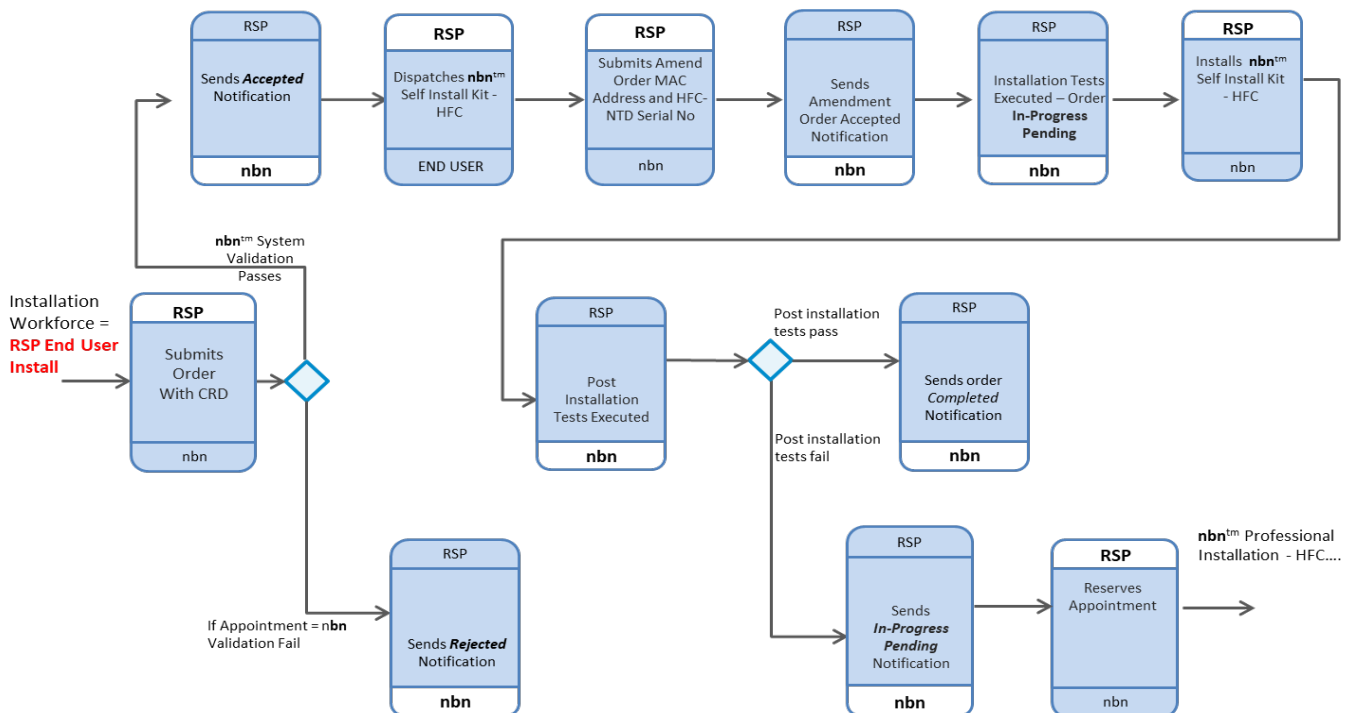 RSP
Sends Accepted
Notification
nbn
RSP
Dispatches nbn™
Self Install Kit -
HFC
END USER
RSP
Submits Amend
Order MAC
Address and HFC-
NTD Serial No
nbn
RSP
Sends
Amendment
Order Accepted
Notification
nbn
RSP
Installation Tests
Executed – Order
In-Progress
Pending
nbn
RSP
Installs nbn™
Self Install Kit
- HFC
nbn
nbn™ System
Validation
Passes
Installation
Workforce =
RSP End User
Install
RSP
Submits
Order
With CRD
nbn
If Appointment = nbn
Validation Fail
RSP
Sends Rejected
Notification
nbn
RSP
Post
Installation
Tests Executed
nbn
Post installation
tests pass
RSP
Sends order
Completed
Notification
nbn
Post installation
tests fail
RSP
Sends
In-Progress
Pending
Notification
nbn
RSP
Reserves
Appointment
nbn
nbn™ Professional
Installation - HFC....